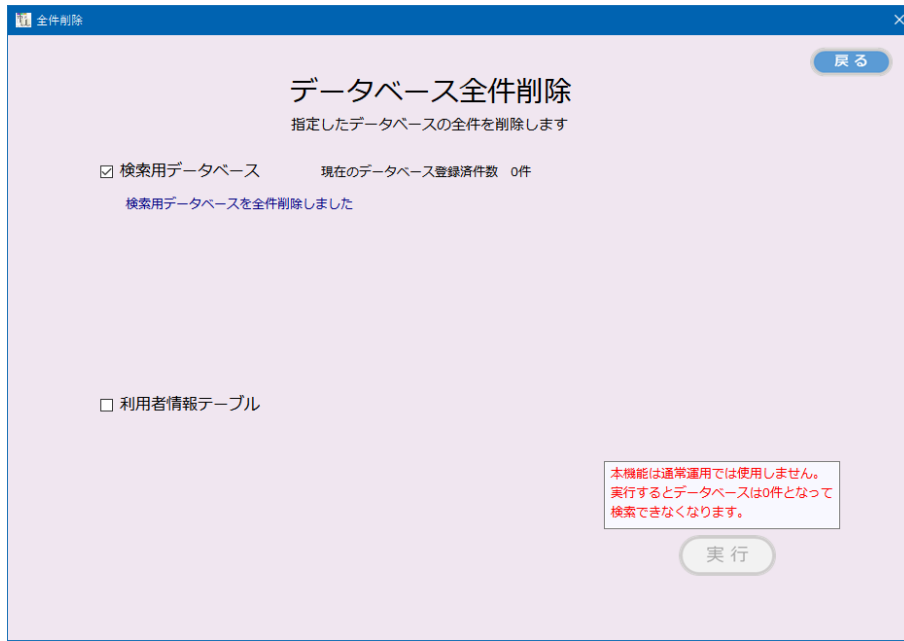 全件削除
戻る
データベース全件削除
指定したデータベースの全件を削除します
検索用データベース 現在のデータベース登録済件数 0件
検索用データベースを全件削除しました
利用者情報テーブル
本機能は通常運用では使用しません。
実行するとデータベースは0件となって
検索できなくなります。
実行